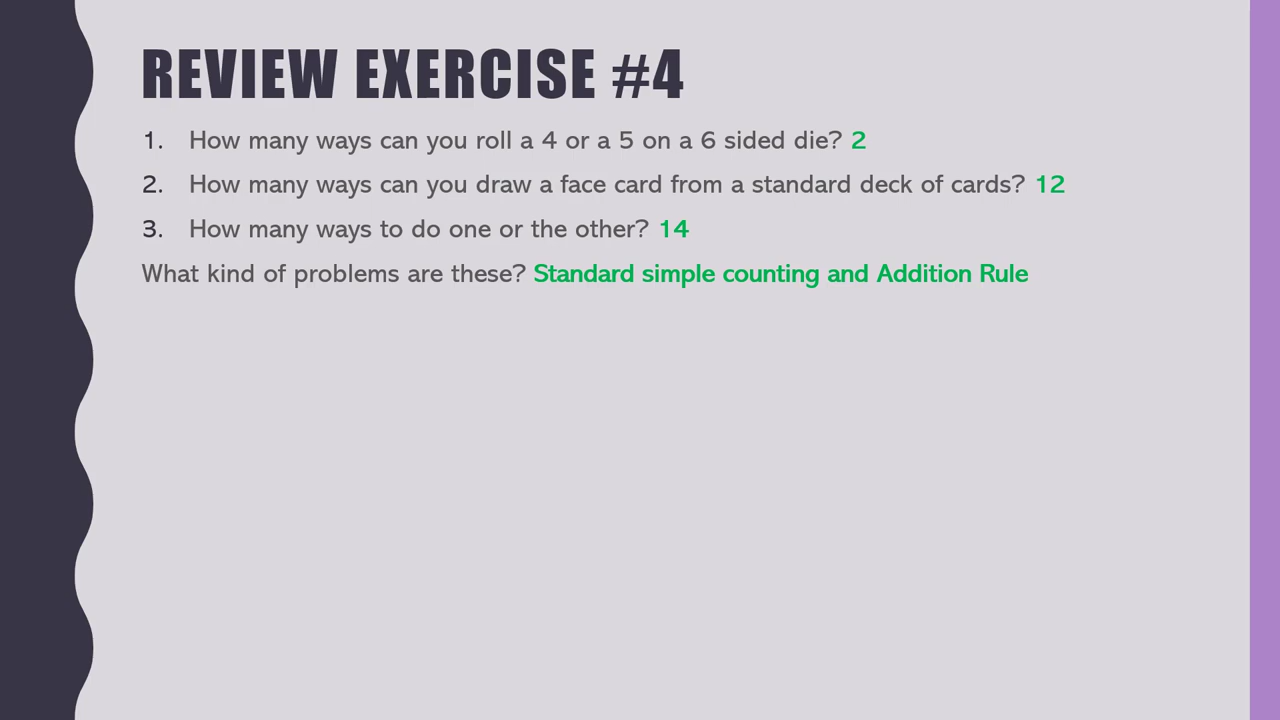 REVIEW EXERCISE #4
1. How many ways can you roll a 4 or a 5 on a 6 sided die? 2
2. How many ways can you draw a face card from a standard deck of cards? 12
3. How many ways to do one or the other? 14
What kind of problems are these? Standard simple counting and Addition Rule